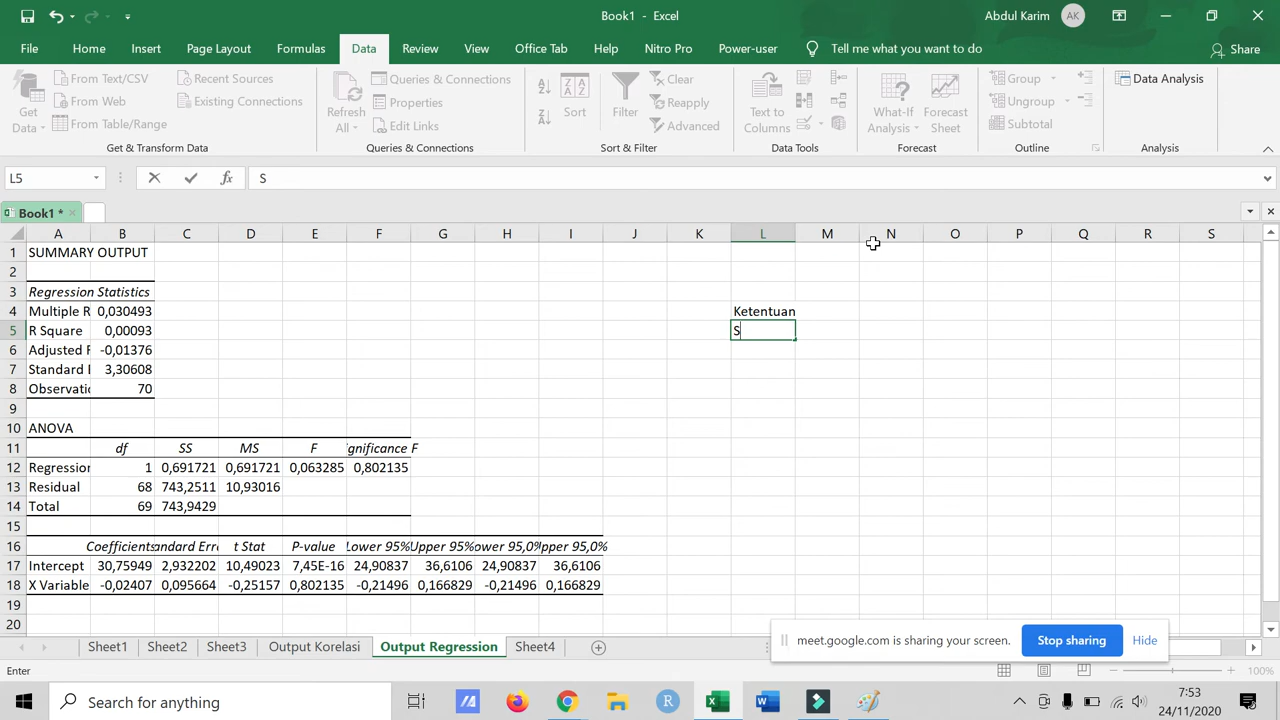 Book1 - Excel
Abdul Karim
AK
File Home Insert Page Layout Formulas Data Review View Office Tab Help Nitro Pro Power-user Tell me what you want to do Share
Get Data
From Text/CSV
From Web
From Table/Range
Recent Sources
Existing Connections
Get & Transform Data
Refresh All
Queries & Connections
Properties
Edit Links
Queries & Connections
Sort
Filter
Clear
Reapply
Advanced
Sort & Filter
Text to Columns
Data Tools
What-If Analysis
Forecast Sheet
Forecast
Group
Ungroup
Subtotal
Outline
Data Analysis
Analysis
L5 fx S
Book1 *
A B C D E F G H I J K L M N O P Q R S
1 SUMMARY OUTPUT
2
3 Regression Statistics
4 Multiple R 0,030493 Ketentuan
5 R Square 0,00093 S
6 Adjusted R -0,01376
7 Standard E 3,30608
8 Observatio 70
9
10 ANOVA
11 df SS MS F gnificance F
12 Regression 1 0,691721 0,691721 0,063285 0,802135
13 Residual 68 743,2511 10,93016
14 Total 69 743,9429
15
16 Coefficients andard Erro t Stat P-value Lower 95% Upper 95% ower 95,0% pper 95,0%
17 Intercept 30,75949 2,932202 10,49023 7,45E-16 24,90837 36,6106 24,90837 36,6106
18 X Variable -0,02407 0,095664 -0,25157 0,802135 -0,21496 0,166829 -0,21496 0,166829
19
20
meet.google.com is sharing your screen. Stop sharing Hide
Sheet1 Sheet2 Sheet3 Output Korelasi Output Regression Sheet4
Enter
100%
Search for anything
7:53
24/11/2020